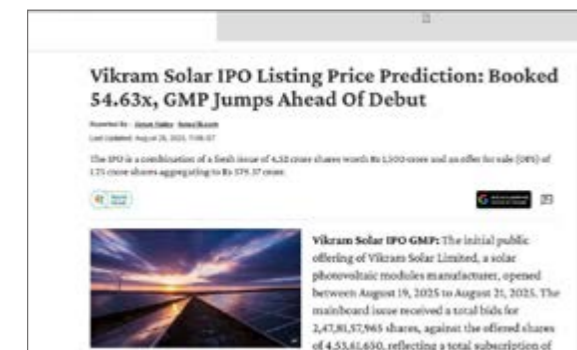 Vikram Solar IPO Listing Price Prediction: Booked
54.63x, GMP Jumps Ahead Of Debut
Last Updated: August 25, 2025,
The IPO is a combination of a fresh issue of 4.52 crore shares worth Rs 1,500 crore and an offer for sale (OFS) of
1.75 crore shares aggregating to Rs 579.37 crore.
Vikram Solar IPO GMP: The initial public
offering of Vikram Solar Limited, a solar
photovoltaic modules manufacturer, opened
between August 19, 2025 to August 21, 2025. The
mainboard issue received a total bids for
2,47,81,57,965 shares, against the offered shares
of 4,53,61,650, reflecting a total subscription of